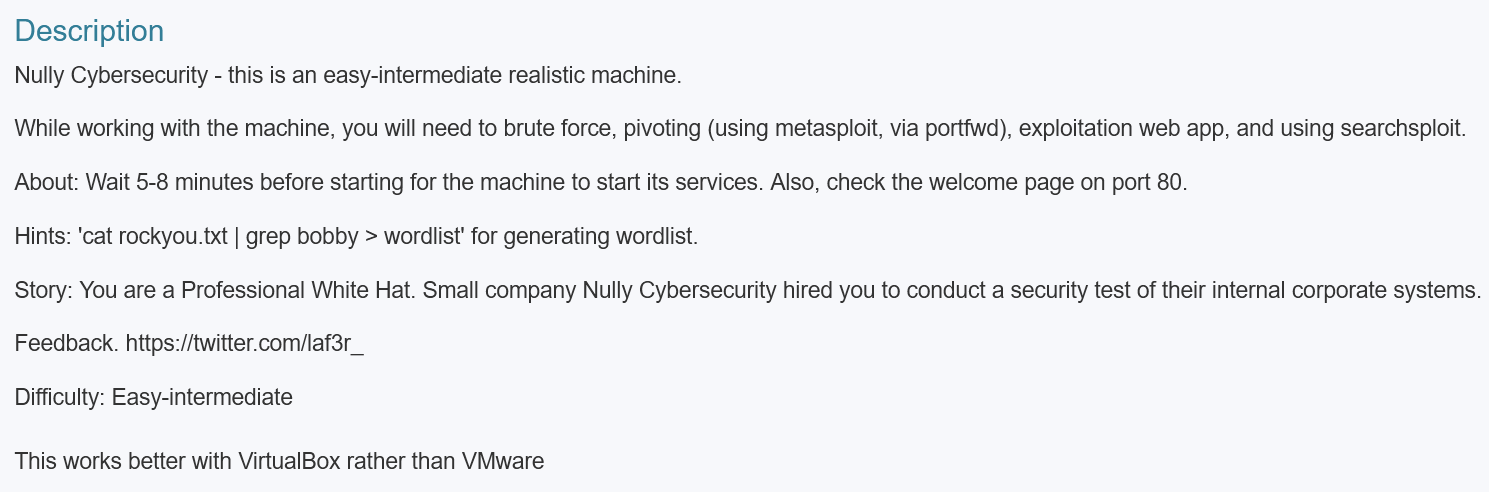 Description
Nully Cybersecurity - this is an easy-intermediate realistic machine.
While working with the machine, you will need to brute force, pivoting (using metasploit, via portfwd), exploitation web app, and using searchsploit.
About: Wait 5-8 minutes before starting for the machine to start its services. Also, check the welcome page on port 80.
Hints: 'cat rockyou.txt | grep bobby > wordlist' for generating wordlist.
Story: You are a Professional White Hat. Small company Nully Cybersecurity hired you to conduct a security test of their internal corporate systems.
Feedback. https://twitter.com/laf3r_
Difficulty: Easy-intermediate
This works better with VirtualBox rather than VMware